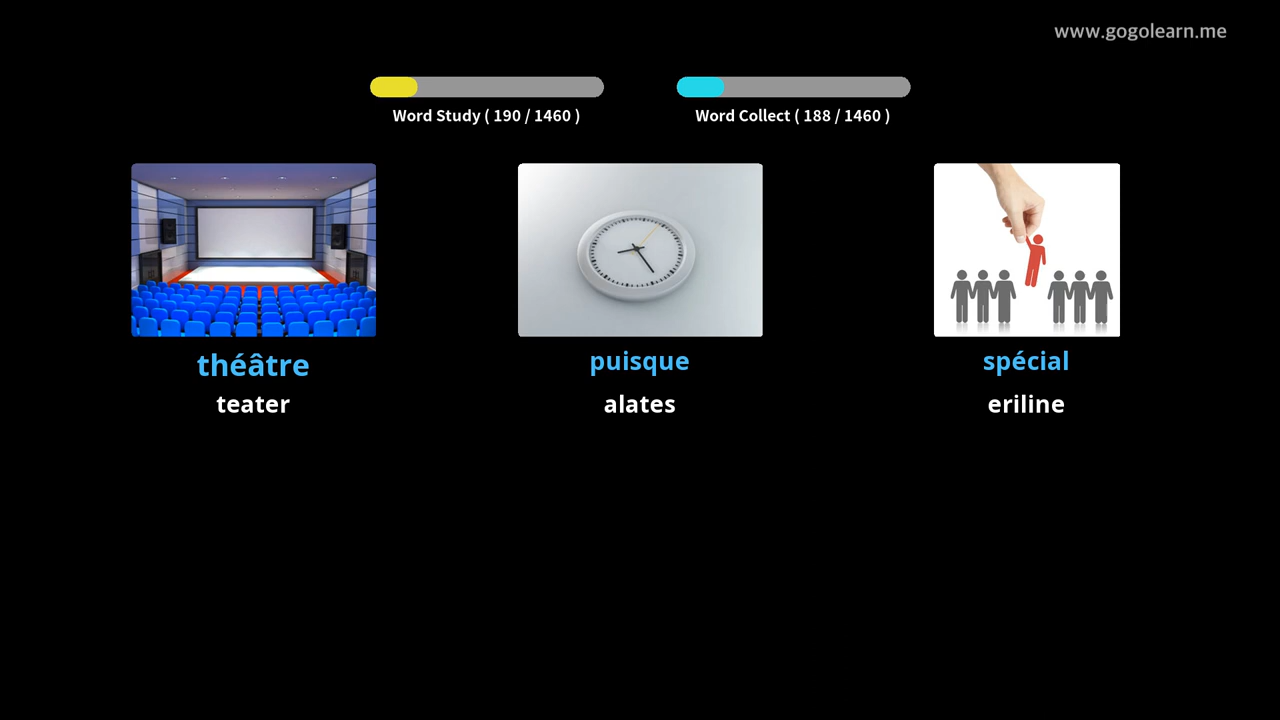 www.gogolearn.me
Word Study ( 190 / 1460 )
Word Collect ( 188 / 1460 )
théâtre
puisque
spécial
teater
alates
eriline